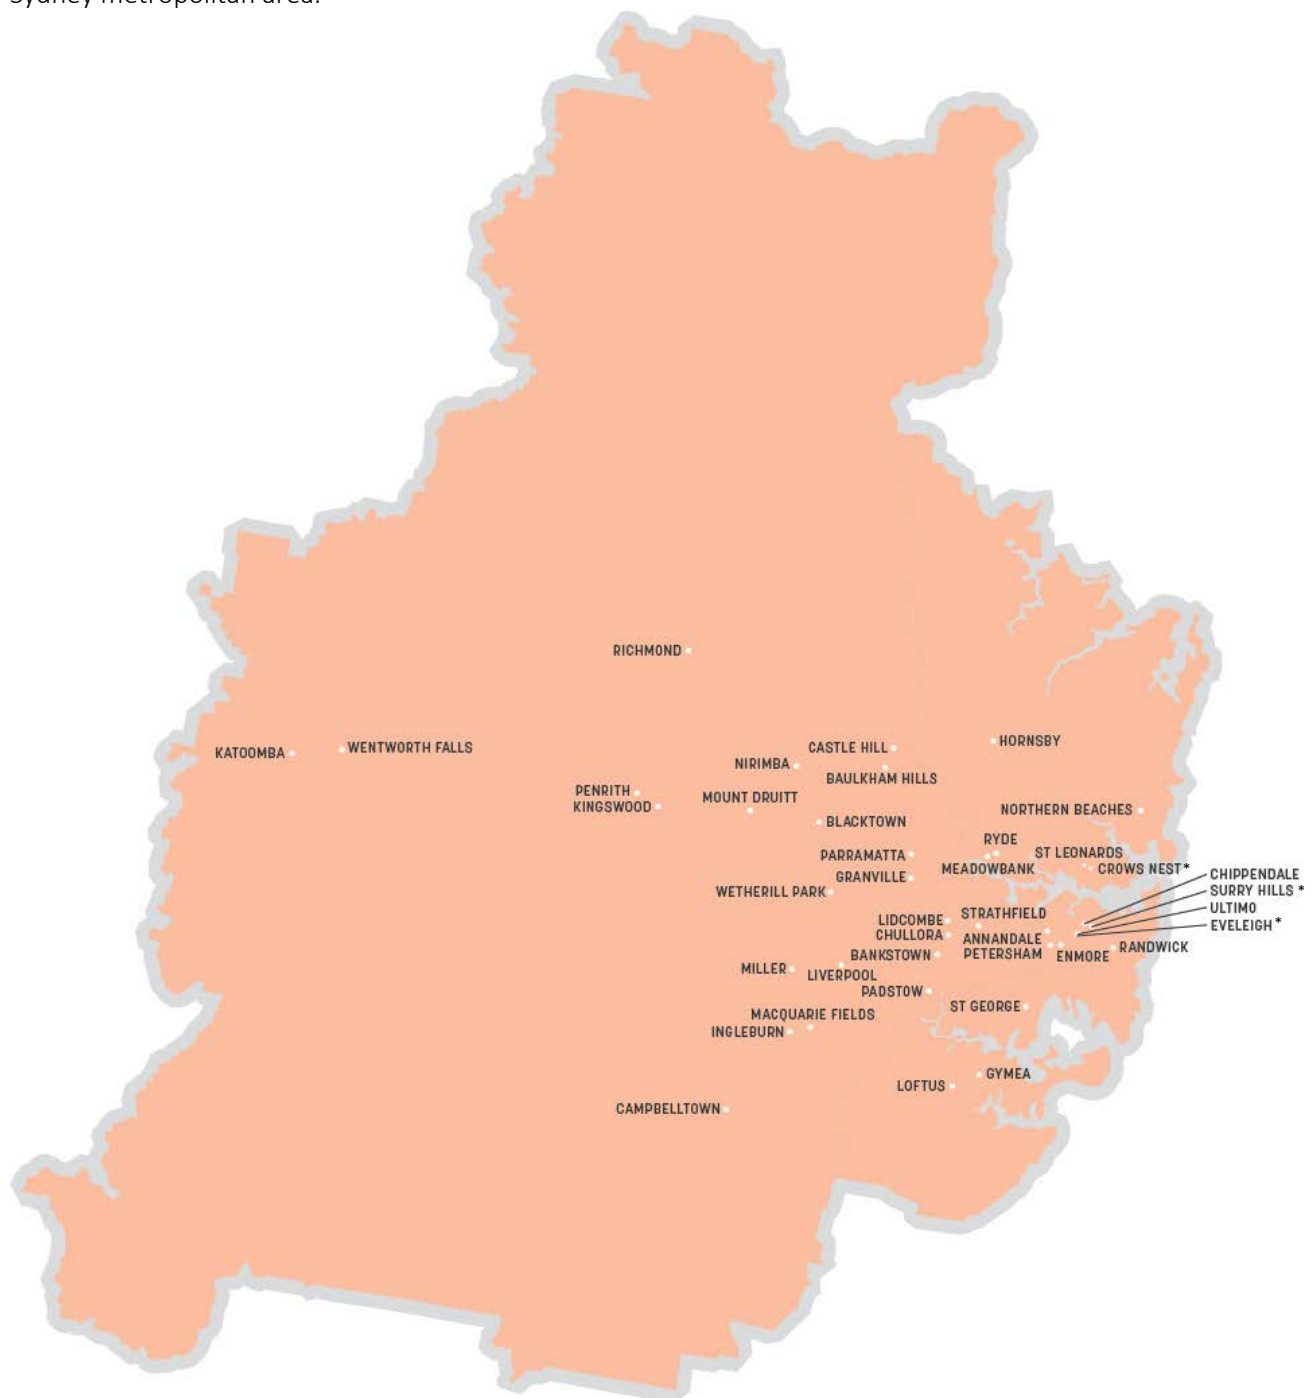 Sydney metropolitan area.
RICHMOND
HORNSBY
KATOOMBA
WENTWORTH FALLS
CASTLE HILL
NIRIMBA
BAULKHAM HILLS
PENRITH
KINGSWOOD
MOUNT DRUITT
NORTHERN BEACHES
BLACKTOWN
RYDE
PARRAMATTA
ST LEONARDS
MEADOWBANK
CROWS NEST*
GRANVILLE
CHIPPENDALE
WETHERILL PARK
SURRY HILLS *
ULTIMO
EVELEIGH *
LIDCOMBE
STRATHFIELD
CHULLORA
ANNANDALE
PETERSHAM
ENMORE
RANDWICK
BANKSTOWN
MILLER
LIVERPOOL
PADSTOW
ST GEORGE
MACQUARIE FIELDS
INGLEBURN
GYMEA
LOFTUS
CAMPBELLTOWN